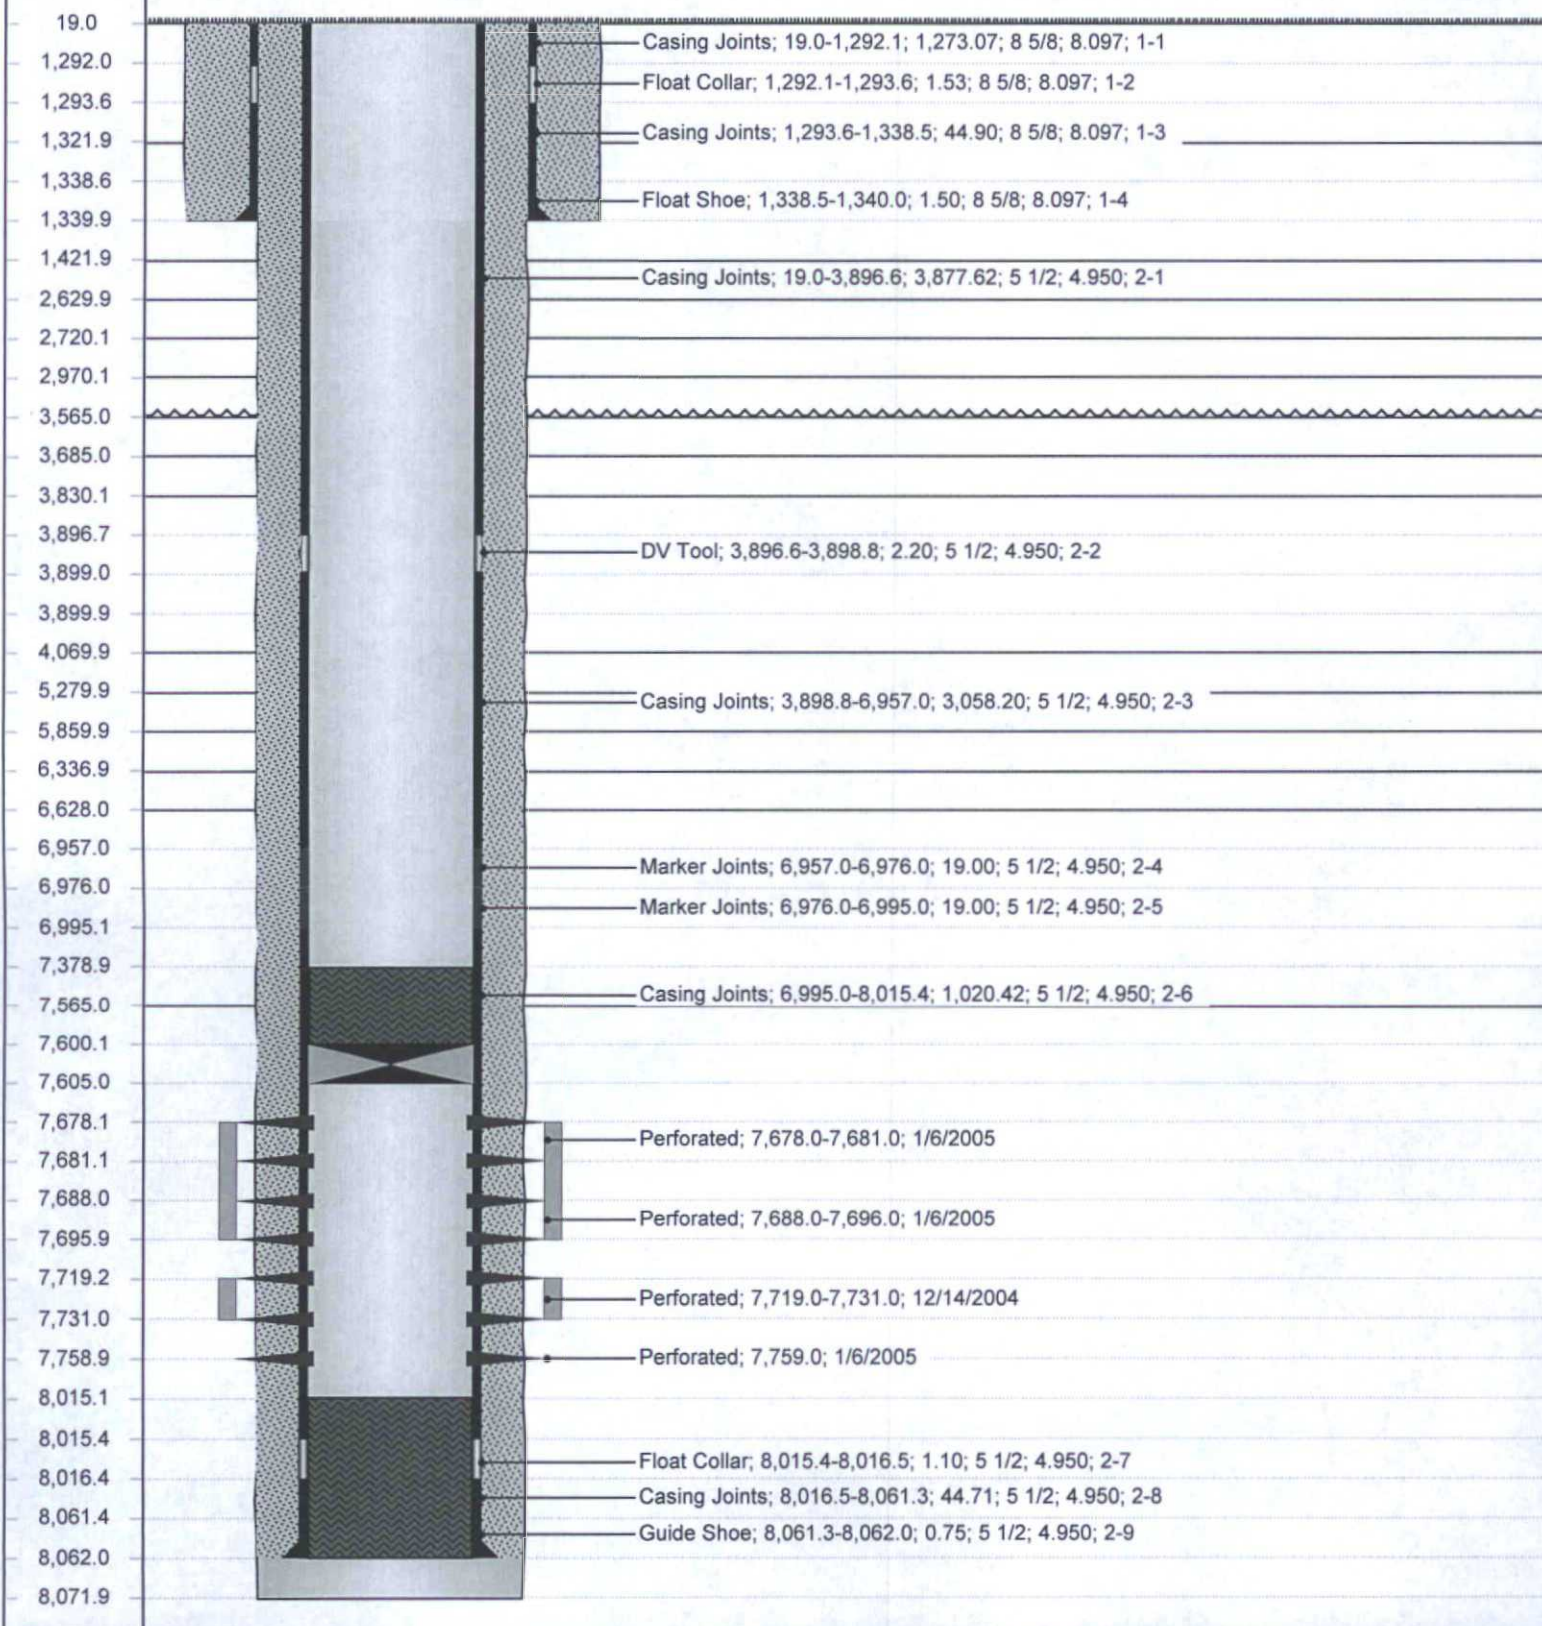 19.0
Casing Joints; 19.0-1,292.1; 1,273.07; 8 5/8; 8.097; 1-1
1,292.0
Float Collar; 1,292.1-1,293.6; 1.53; 8 5/8; 8.097; 1-2
1,293.6
Casing Joints; 1,293.6-1,338.5; 44.90; 8 5/8; 8.097; 1-3
1,321.9
1,338.6
Float Shoe; 1,338.5-1,340.0; 1.50; 8 5/8; 8.097; 1-4
1,339.9
1,421.9
Casing Joints; 19.0-3,896.6; 3,877.62; 5 1/2; 4.950; 2-1
2,629.9
2,720.1
2,970.1
3,565.0
3,685.0
3,830.1
3,896.7
DV Tool; 3,896.6-3,898.8; 2.20; 5 1/2; 4.950; 2-2
3,899.0
3,899.9
4,069.9
5,279.9
Casing Joints; 3,898.8-6,957.0; 3,058.20; 5 1/2; 4.950; 2-3
5,859.9
6,336.9
6,628.0
6,957.0
Marker Joints; 6,957.0-6,976.0; 19.00; 5 1/2; 4.950; 2-4
6,976.0
Marker Joints; 6,976.0-6,995.0; 19.00; 5 1/2; 4.950; 2-5
6,995.1
7,378.9
Casing Joints; 6,995.0-8,015.4; 1,020.42; 5 1/2; 4.950; 2-6
7,565.0
7,600.1
7,605.0
7,678.1
Perforated; 7,678.0-7,681.0; 1/6/2005
7,681.1
7,688.0
Perforated; 7,688.0-7,696.0; 1/6/2005
7,695.9
7,719.2
Perforated; 7,719.0-7,731.0; 12/14/2004
7,731.0
7,758.9
Perforated; 7,759.0; 1/6/2005
8,015.1
8,015.4
Float Collar; 8,015.4-8,016.5; 1.10; 5 1/2; 4.950; 2-7
8,016.4
Casing Joints; 8,016.5-8,061.3; 44.71; 5 1/2; 4.950; 2-8
8,061.4
Guide Shoe; 8,061.3-8,062.0; 0.75; 5 1/2; 4.950; 2-9
8,062.0
8,071.9